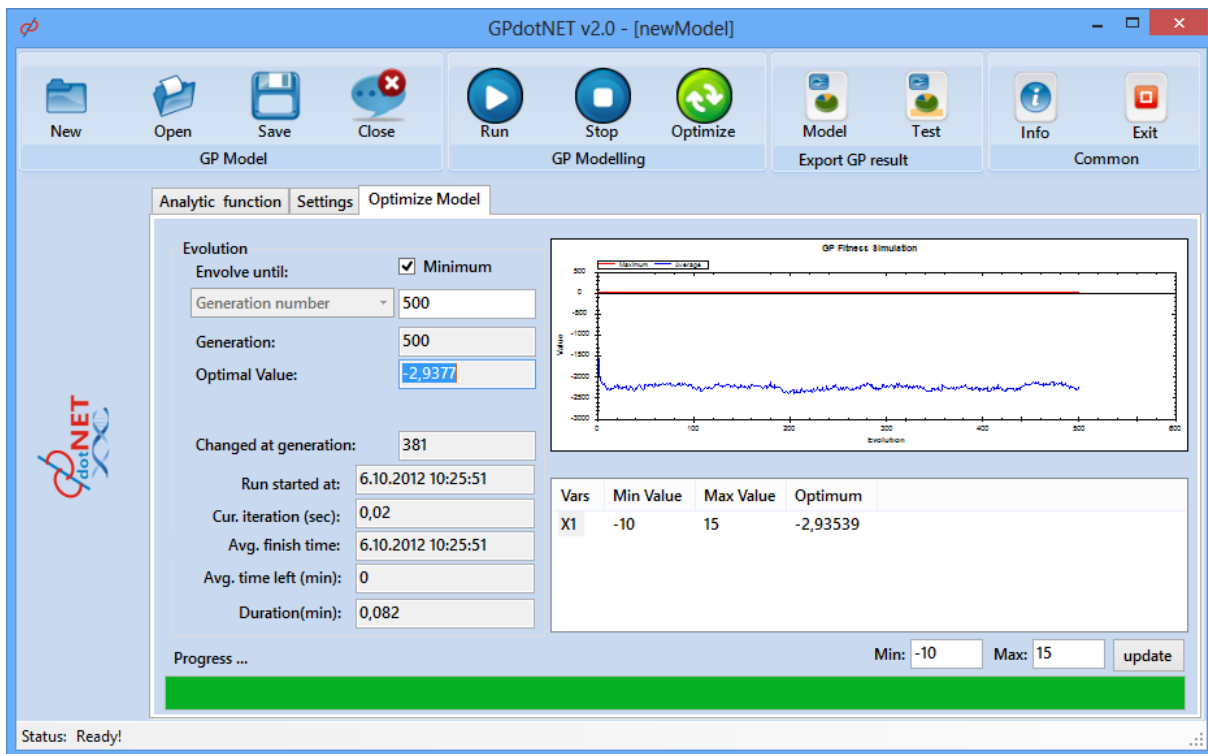 GPdotNET v2.0 - [newModel]
New Open Save Close Run Stop Optimize Model Test Info Exit
GP Model GP Modelling Export GP result Common
Analytic function Settings Optimize Model
Evolution
Envolve until: Minimum
Generation number 500
Generation: 500
Optimal Value: -2,9377
Changed at generation: 381
Run started at: 6.10.2012 10:25:51
Cur. iteration (sec): 0,02
Avg. finish time: 6.10.2012 10:25:51
Avg. time left (min): 0
Duration(min): 0,082
GP Fitness Simulation
Maximum Average
500
0
-500
-1000
-1500
-2000
-2500
-3000
Value
0 100 200 300 400 500 600
Evolution
Vars Min Value Max Value Optimum
X1 -10 15 -2,93539
Min: -10 Max: 15 update
Progress ...
dotNET
Status: Ready!